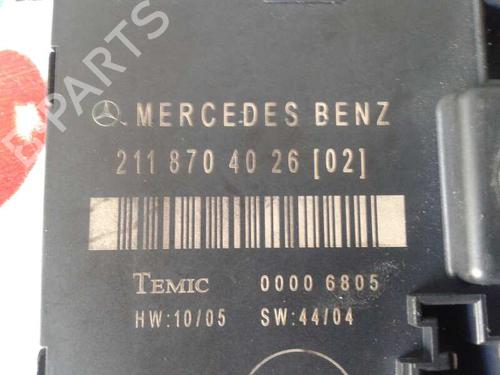 B-PARTS
MERCEDES BENZ
211 870 40 26 [02]
TEMIC 0000 6805
HW:10/05 SW:44/04